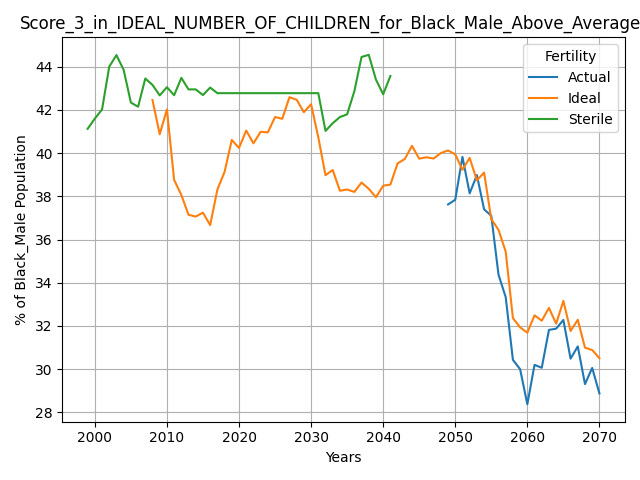 Score_3_in_IDEAL_NUMBER_OF_CHILDREN_for_Black_Male_Above_Average
% of Black_Male Population
44
42
40
38
36
34
32
30
28
2000 2010 2020 2030 2040 2050 2060 2070
Years
Fertility
Actual
Ideal
Sterile